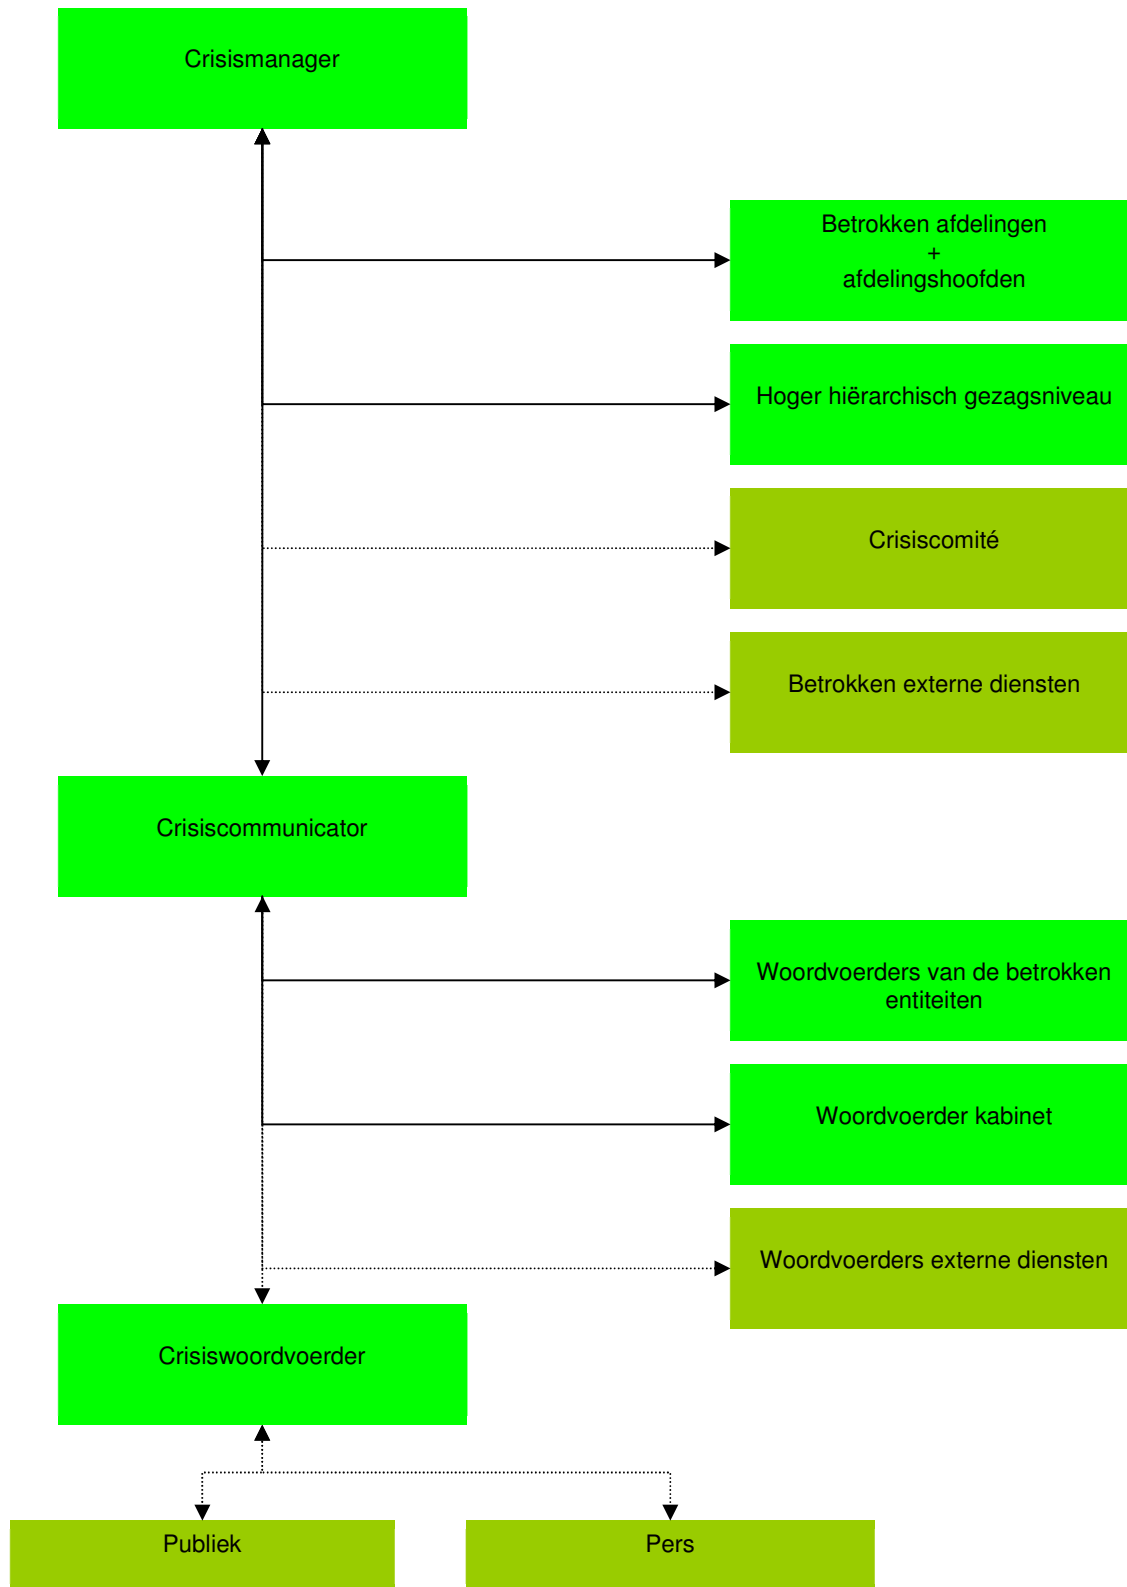 Crisismanager
Betrokken afdelingen
+
afdelingshoofden
Hoger hiërarchisch gezagsniveau
Crisiscomité
Betrokken externe diensten
Crisiscommunicator
Woordvoerders van de betrokken
entiteiten
Woordvoerder kabinet
Woordvoerders externe diensten
Crisiswoordvoerder
Publiek
Pers